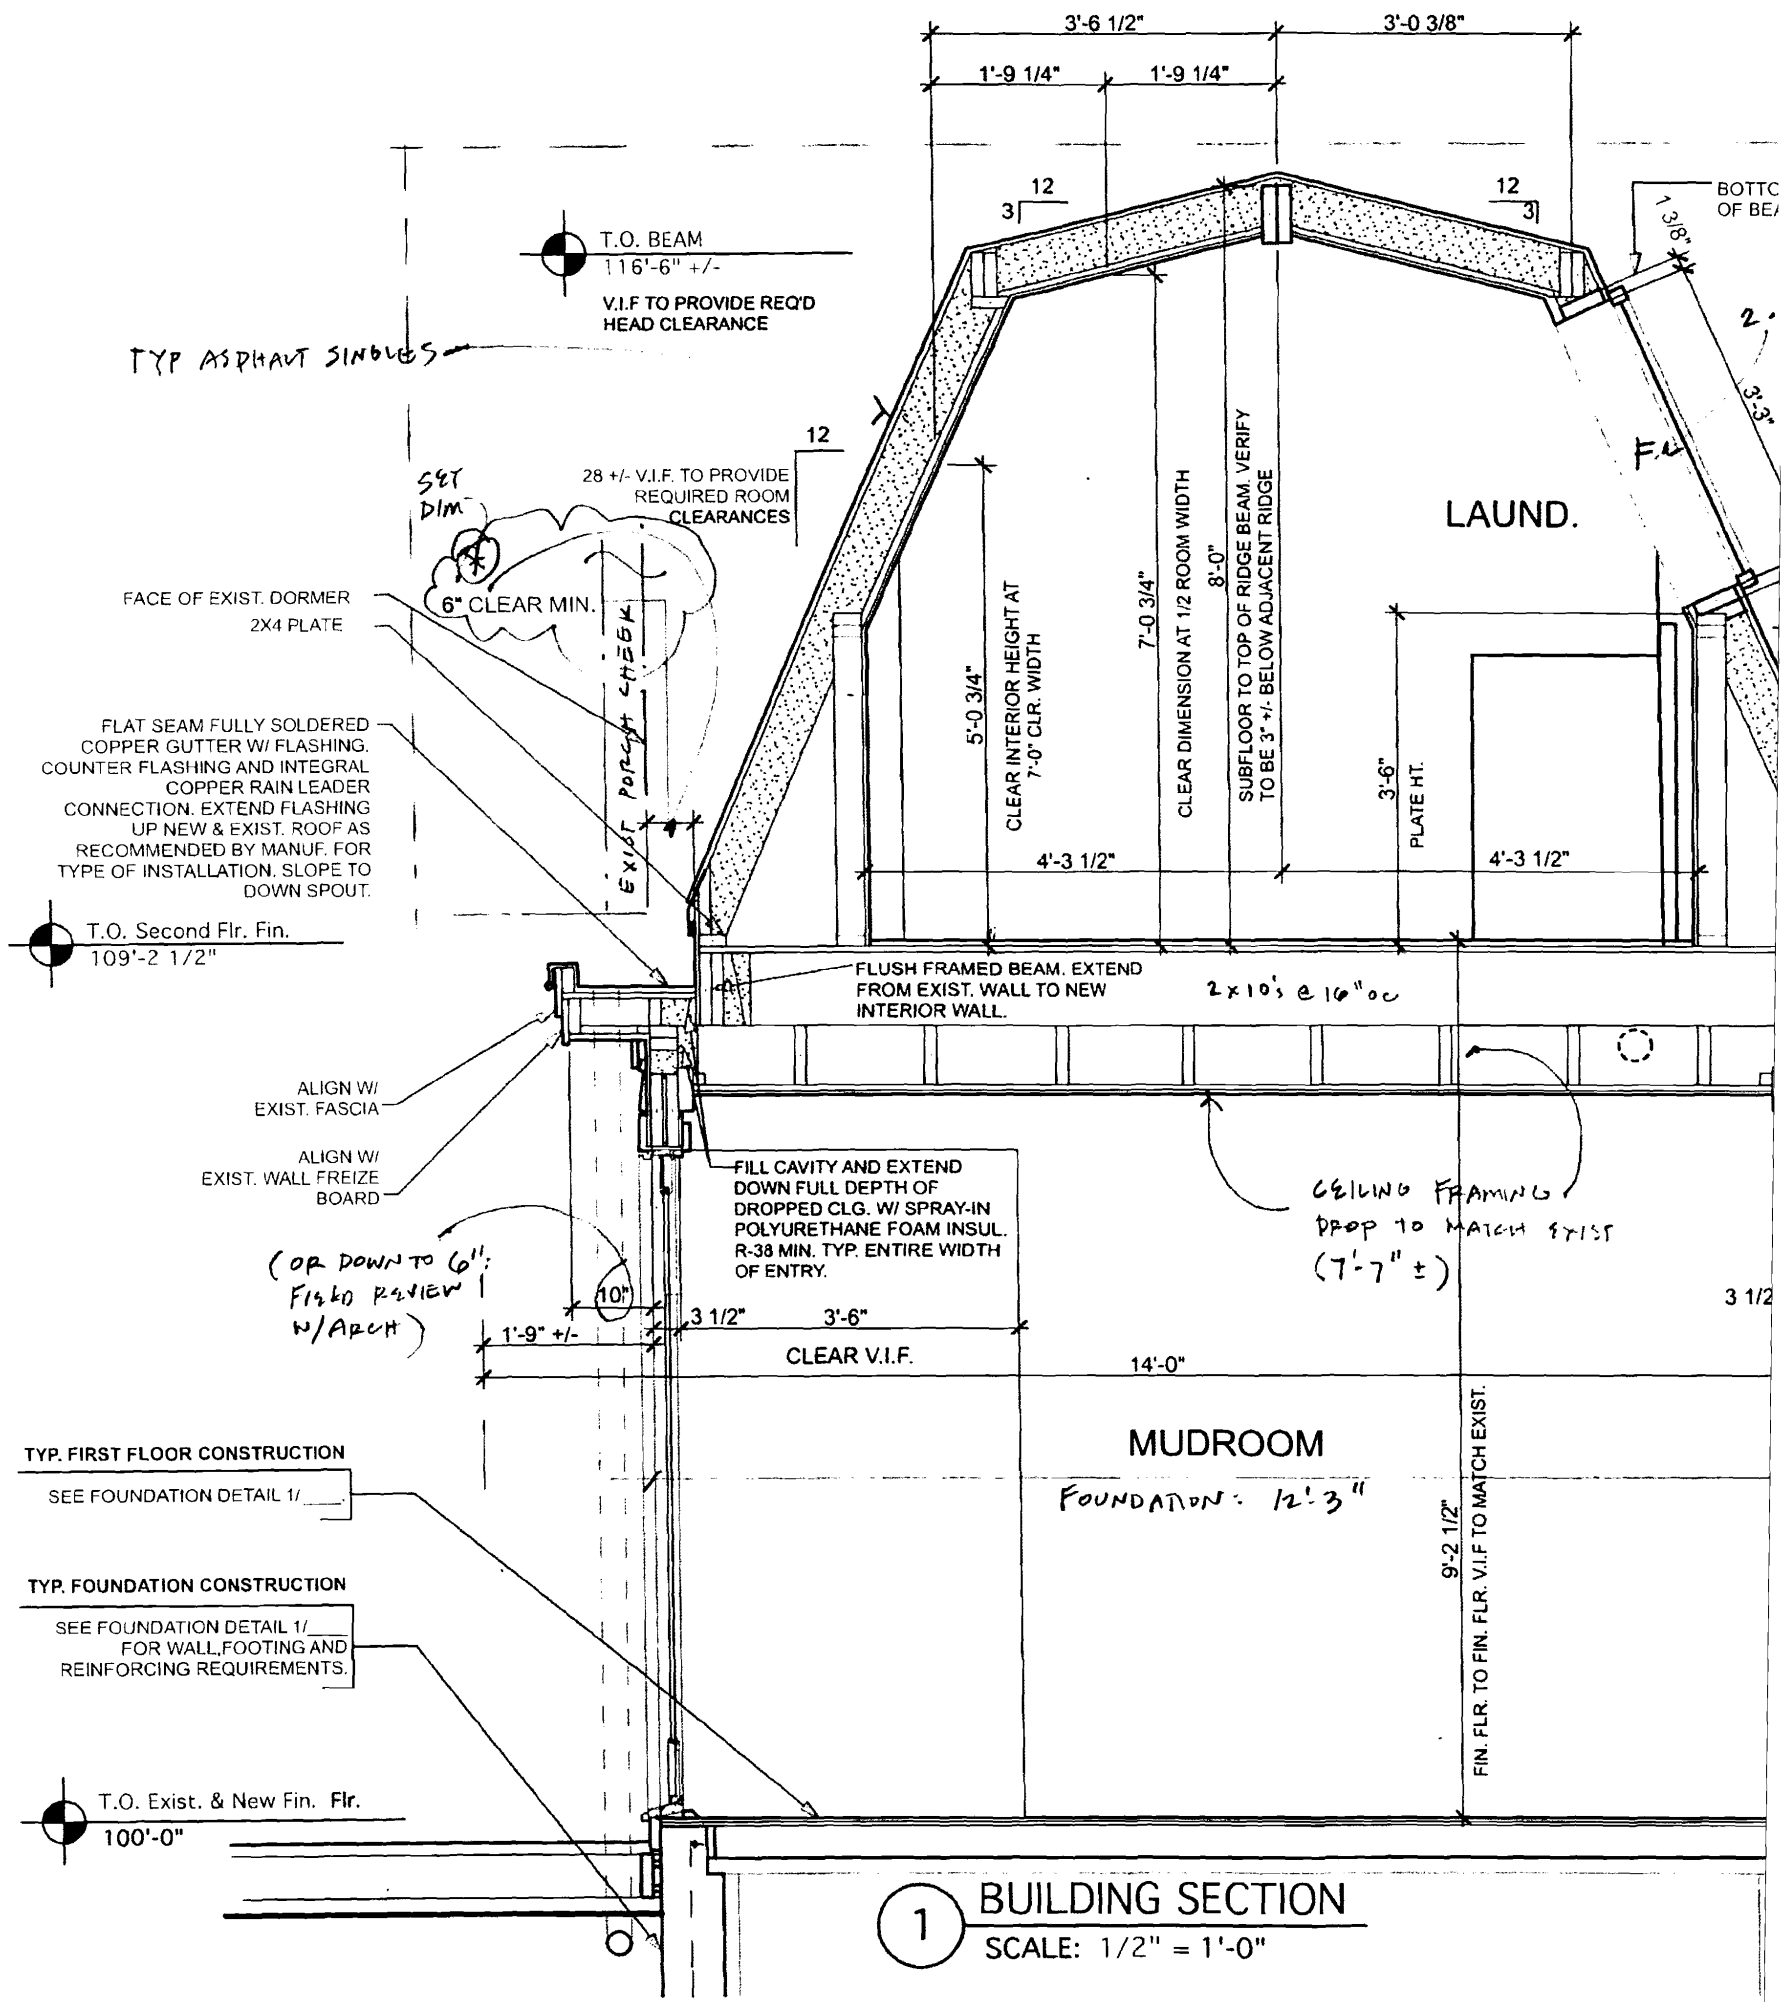 3'-6 1/2"
3'-0 3/8"
1'-9 1/4"
1'-9 1/4"
12
3
12
3
BOTTO
OF BEA
1 3/8"
T.O. BEAM
116'-6" +/-
V.I.F TO PROVIDE REQ'D
HEAD CLEARANCE
TYP ASPHALT SINGLES
2.
3'-3"
12
28 +/- V.I.F. TO PROVIDE
REQUIRED ROOM
CLEARANCES
SET
DIM
*
6" CLEAR MIN.
LAUND.
FACE OF EXIST. DORMER
2X4 PLATE
EXIST PORCH CHEEK
FLAT SEAM FULLY SOLDERED
COPPER GUTTER W/ FLASHING.
COUNTER FLASHING AND INTEGRAL
COPPER RAIN LEADER
CONNECTION. EXTEND FLASHING
UP NEW & EXIST. ROOF AS
RECOMMENDED BY MANUF. FOR
TYPE OF INSTALLATION. SLOPE TO
DOWN SPOUT.
5'-0 3/4"
CLEAR INTERIOR HEIGHT AT
7'-0" CLR. WIDTH
7'-0 3/4"
CLEAR DIMENSION AT 1/2 ROOM WIDTH
8'-0"
SUBFLOOR TO TOP OF RIDGE BEAM. VERIFY
TO BE 3" +/- BELOW ADJACENT RIDGE
3'-6"
PLATE HT.
4'-3 1/2"
4'-3 1/2"
T.O. Second Flr. Fin.
109'-2 1/2"
FLUSH FRAMED BEAM. EXTEND
FROM EXIST. WALL TO NEW
INTERIOR WALL.
2x10's @ 16" oc
ALIGN W/
EXIST. FASCIA
ALIGN W/
EXIST. WALL FREIZE
BOARD
FILL CAVITY AND EXTEND
DOWN FULL DEPTH OF
DROPPED CLG. W/ SPRAY-IN
POLYURETHANE FOAM INSUL.
R-38 MIN. TYP. ENTIRE WIDTH
OF ENTRY.
CEILING FRAMING
DROP TO MATCH EXIST
(7'-7" ±)
(OR DOWN TO 6":
FIELD REVIEW
W/ARCH)
10"
3 1/2"
3'-6"
3 1/2
1'-9" +/-
CLEAR V.I.F.
14'-0"
MUDROOM
FOUNDATION: 12'-3"
9'-2 1/2"
FIN. FLR. TO FIN. FLR. V.I.F TO MATCH EXIST.
TYP. FIRST FLOOR CONSTRUCTION
SEE FOUNDATION DETAIL 1/___.
TYP. FOUNDATION CONSTRUCTION
SEE FOUNDATION DETAIL 1/___
FOR WALL,FOOTING AND
REINFORCING REQUIREMENTS.
T.O. Exist. & New Fin. Flr.
100'-0"
1
BUILDING SECTION
SCALE: 1/2" = 1'-0"